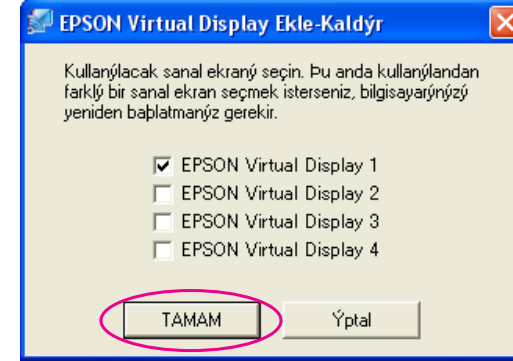 EPSON Virtual Display Ekle-Kaldýr
Kullanýlacak sanal ekraný seçin. Þu anda kullanýlandan
farklý bir sanal ekran seçmek isterseniz, bilgisayarýnýzý
yeniden baþlatmanýz gerekir.
EPSON Virtual Display 1
EPSON Virtual Display 2
EPSON Virtual Display 3
EPSON Virtual Display 4
TAMAM
Ýptal